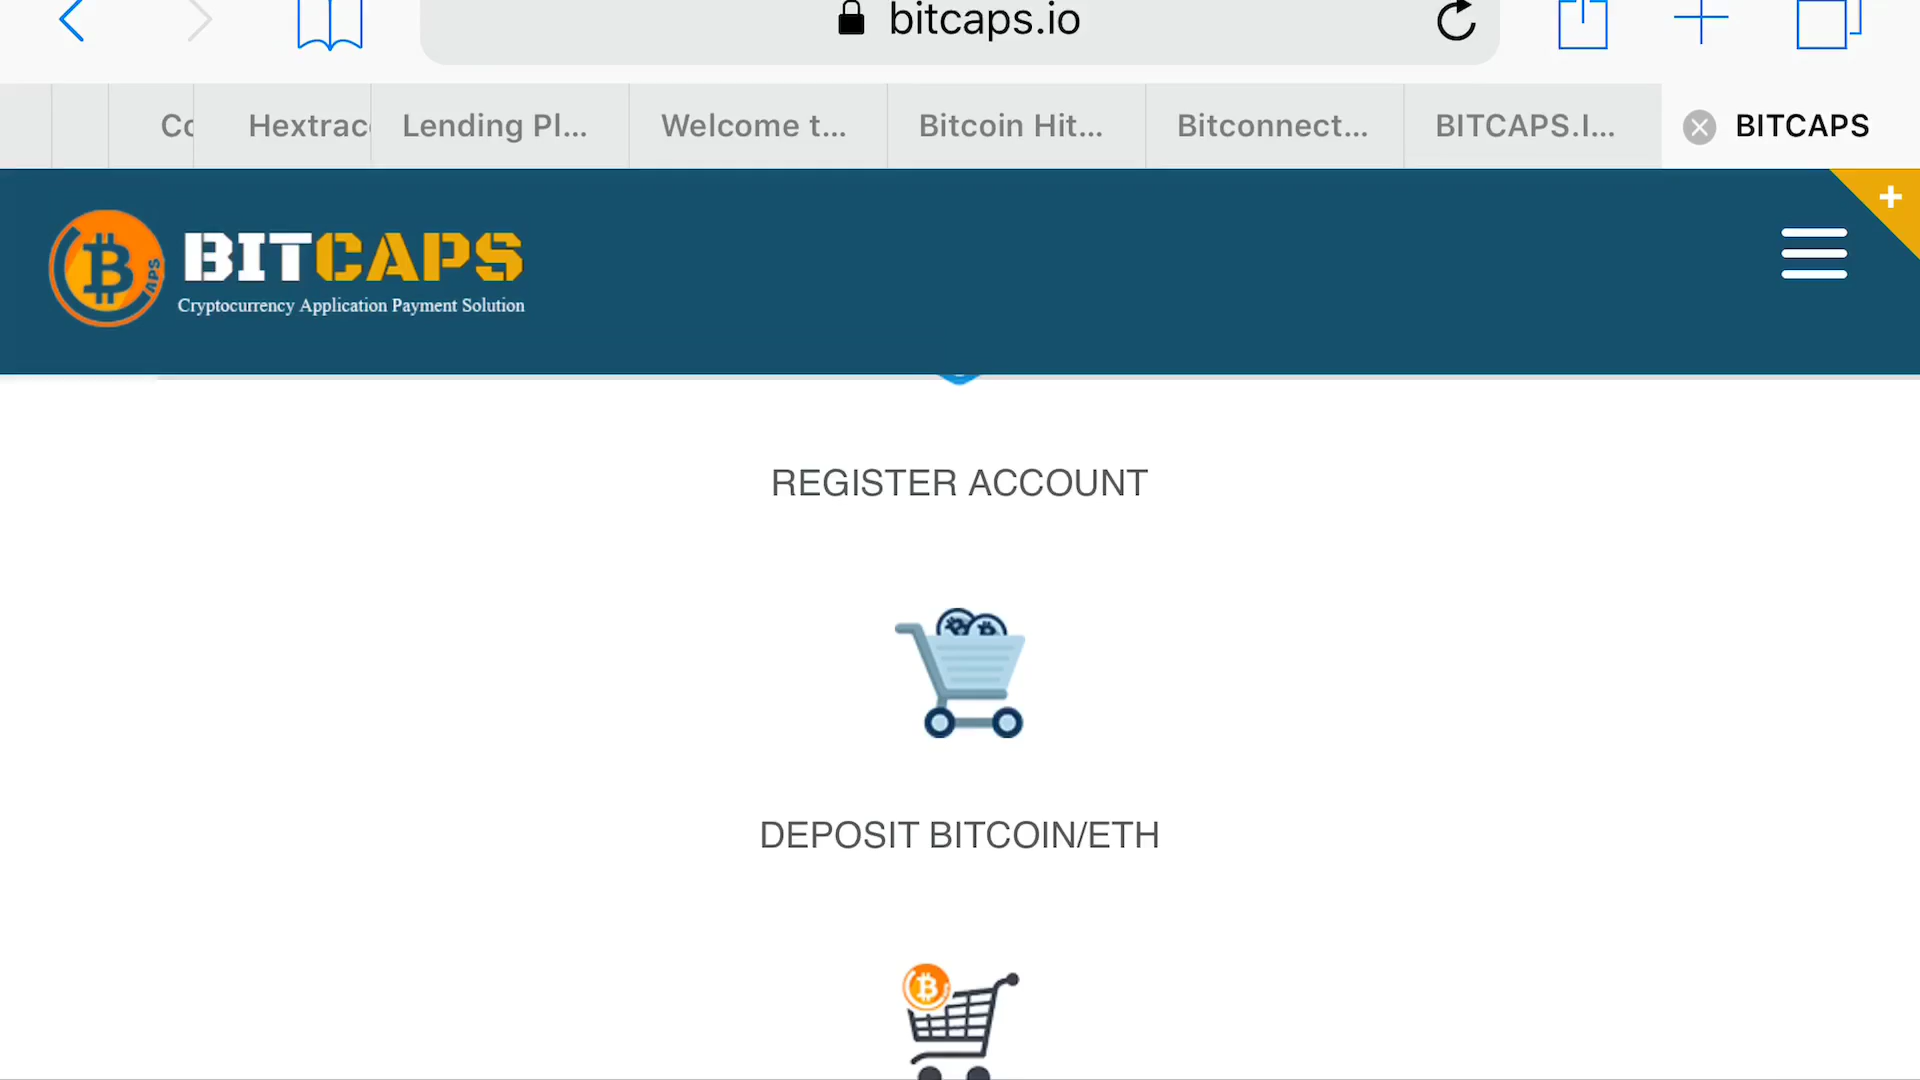 bitcaps.io
Co
Hextrac
Lending Pl...
Welcome t...
Bitcoin Hit...
Bitconnect...
BITCAPS.I...
BITCAPS
BITCAPS
Cryptocurrency Application Payment Solution
REGISTER ACCOUNT
DEPOSIT BITCOIN/ETH